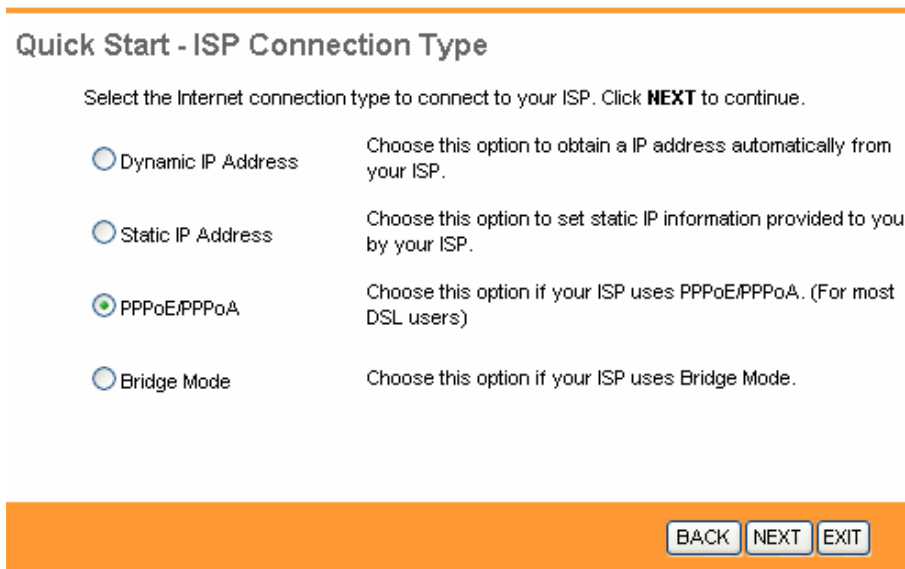 Quick Start - ISP Connection Type
Select the Internet connection type to connect to your ISP. Click NEXT to continue.
Dynamic IP Address
Choose this option to obtain a IP address automatically from
your ISP.
Static IP Address
Choose this option to set static IP information provided to you
by your ISP.
PPPoE/PPPoA
Choose this option if your ISP uses PPPoE/PPPoA. (For most
DSL users)
Bridge Mode
Choose this option if your ISP uses Bridge Mode.
BACK NEXT EXIT